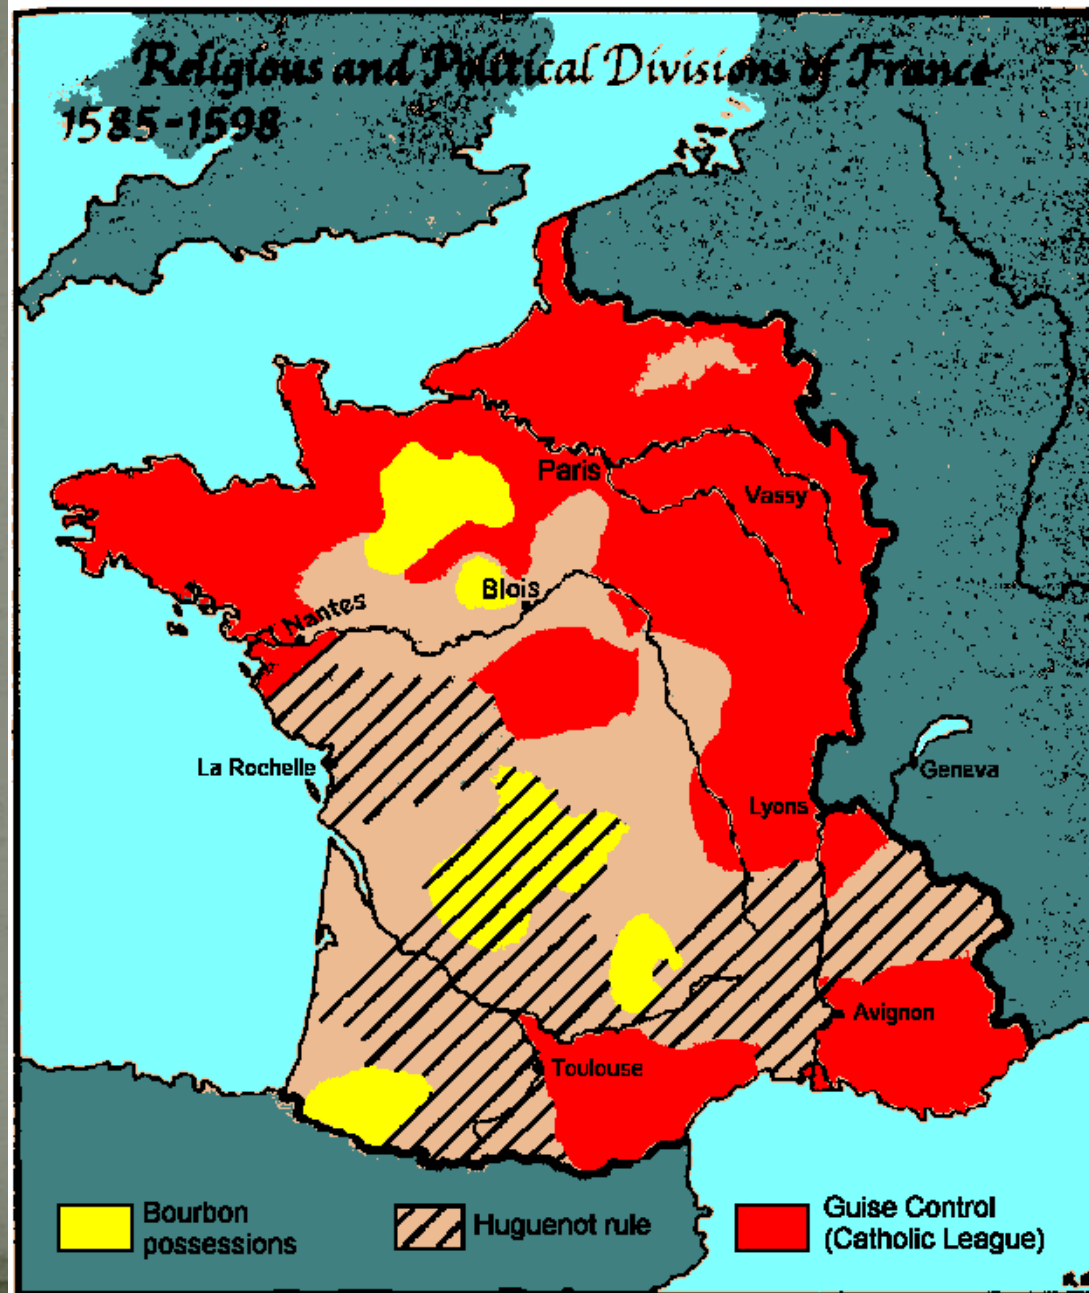 Religious and Political Divisions of France
1585-1598
Paris
Vassy
Blois
Nantes
La Rochelle
Geneva
Lyons
Avignon
Toulouse
Bourbon
possessions
Huguenot rule
Guise Control
(Catholic League)